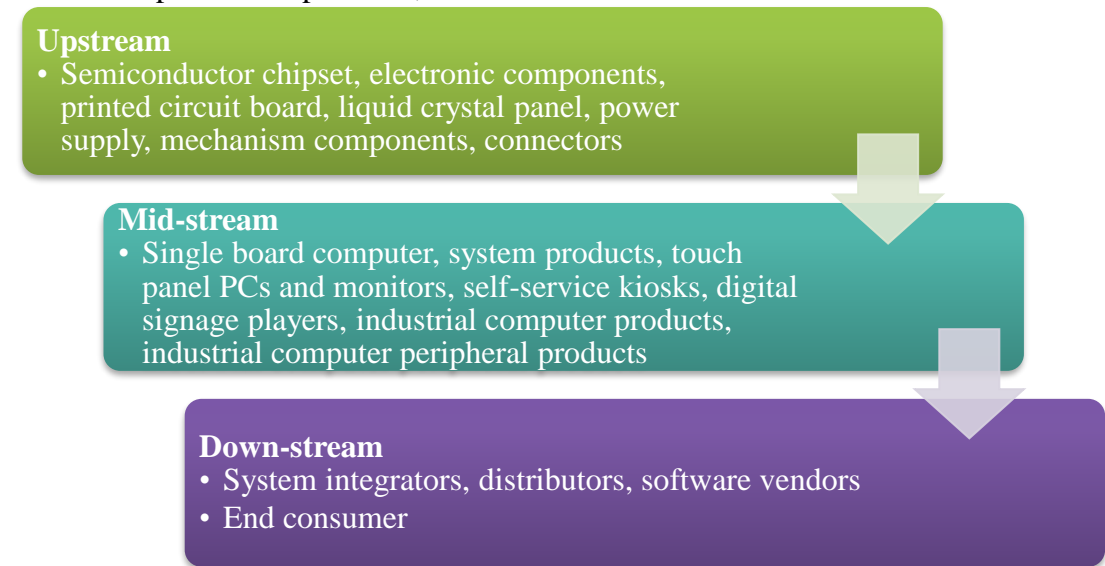 Upstream
• Semiconductor chipset, electronic components,
printed circuit board, liquid crystal panel, power
supply, mechanism components, connectors
Mid-stream
• Single board computer, system products, touch
panel PCs and monitors, self-service kiosks, digital
signage players, industrial computer products,
industrial computer peripheral products
Down-stream
• System integrators, distributors, software vendors
• End consumer